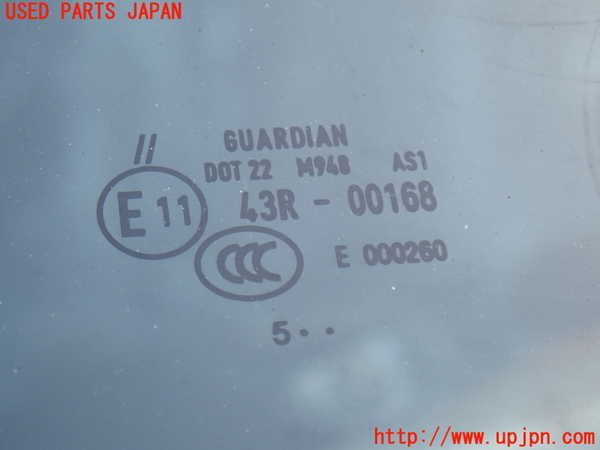 USED PARTS JAPAN
//
GUARDIAN
DOT 22 M948 AS1
E 11 43R - 00168
CCC E 000260
5··
http://www.upjpn.com/